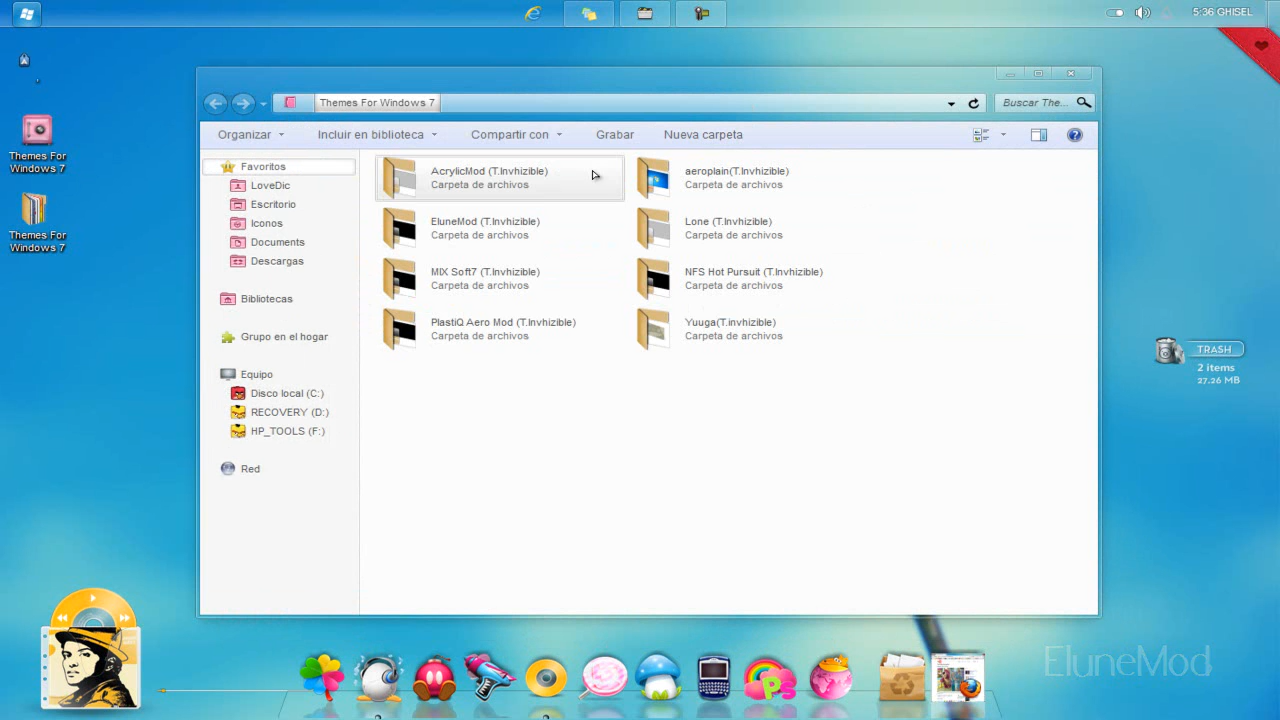 5:36 GHISEL
Themes For Windows 7
Buscar The...
Organizar
Incluir en biblioteca
Compartir con
Grabar
Nueva carpeta
Themes For
Windows 7
Themes For
Windows 7
Favoritos
LoveDic
Escritorio
Iconos
Documents
Descargas
Bibliotecas
Grupo en el hogar
Equipo
Disco local (C:)
RECOVERY (D:)
HP_TOOLS (F:)
Red
AcrylicMod (T.Invhizible)
Carpeta de archivos
aeroplain(T.Invhizible)
Carpeta de archivos
EluneMod (T.Invhizible)
Carpeta de archivos
Lone (T.Invhizible)
Carpeta de archivos
MIX Soft7 (T.Invhizible)
Carpeta de archivos
NFS Hot Pursuit (T.Invhizible)
Carpeta de archivos
PlastiQ Aero Mod (T.Invhizible)
Carpeta de archivos
Yuuga(T.invhizible)
Carpeta de archivos
TRASH
2 items
27.26 MB
Ps
EluneMod